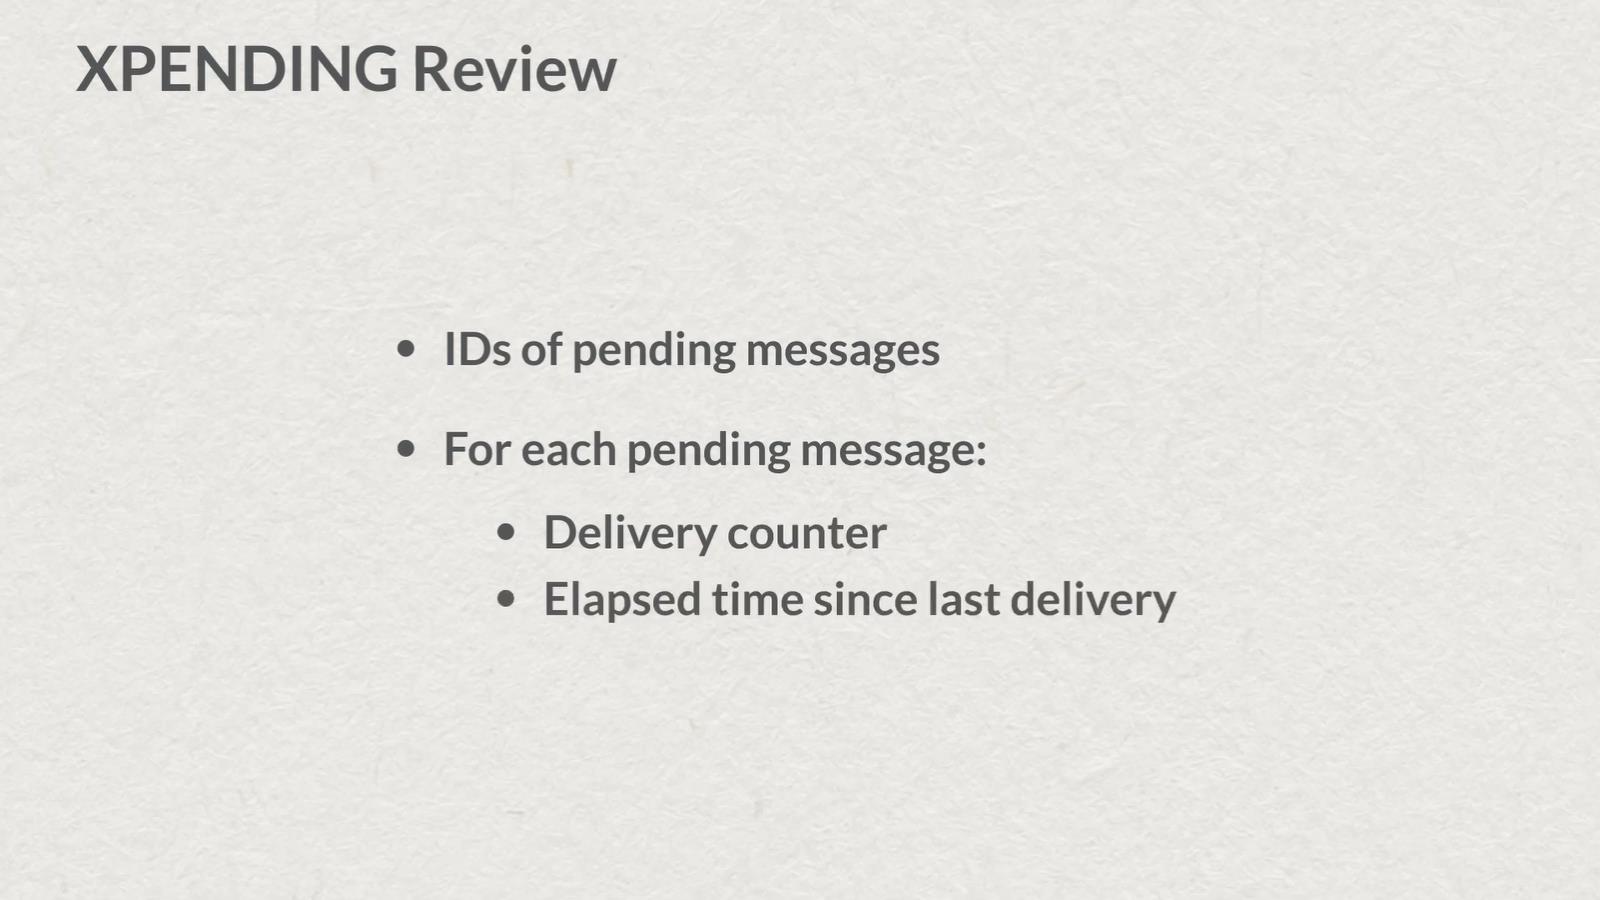 XPENDING Review
• IDs of pending messages
• For each pending message:
• Delivery counter
• Elapsed time since last delivery